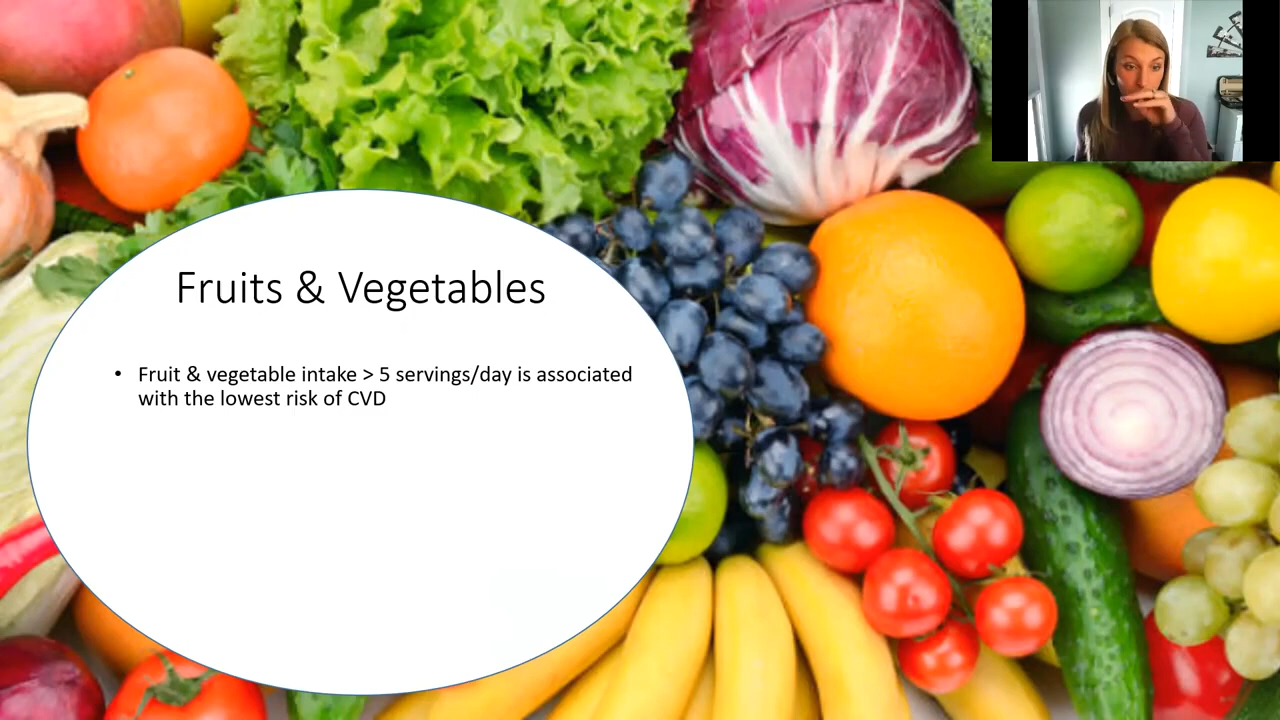 Fruits & Vegetables
• Fruit & vegetable intake > 5 servings/day is associated
with the lowest risk of CVD